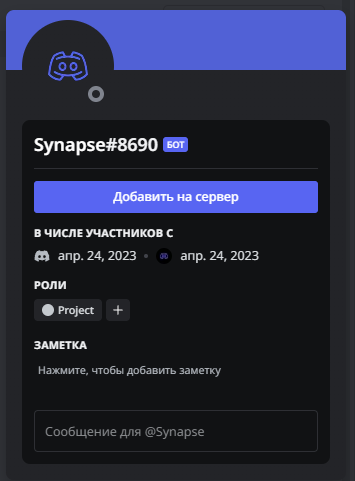 Synapse#8690 БОТ
Добавить на сервер
В ЧИСЛЕ УЧАСТНИКОВ С
апр. 24, 2023 • апр. 24, 2023
РОЛИ
Project +
ЗАМЕТКА
Нажмите, чтобы добавить заметку
Сообщение для @Synapse